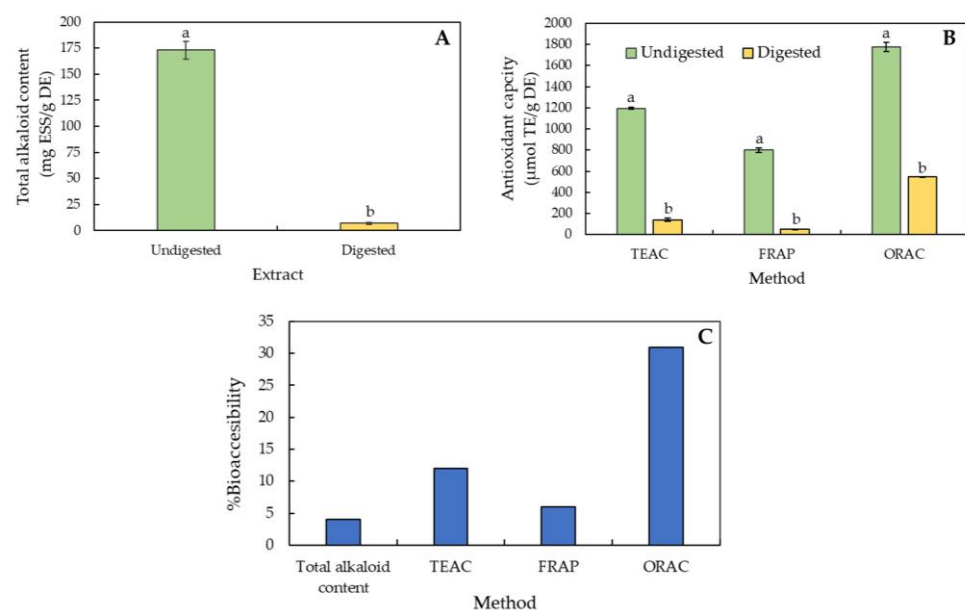 A
Total alkaloid content
(mg ESS/g DE)
200
175
150
125
100
75
50
25
0
a
b
Undigested
Digested
Extract
B
Undigested
Digested
Antioxidant capcity
(µmol TE/g DE)
2000
1800
1600
1400
1200
1000
800
600
400
200
0
a
b
a
b
a
b
TEAC
FRAP
ORAC
Method
C
%Bioaccesibility
35
30
25
20
15
10
5
0
Total alkaloid
content
TEAC
FRAP
ORAC
Method